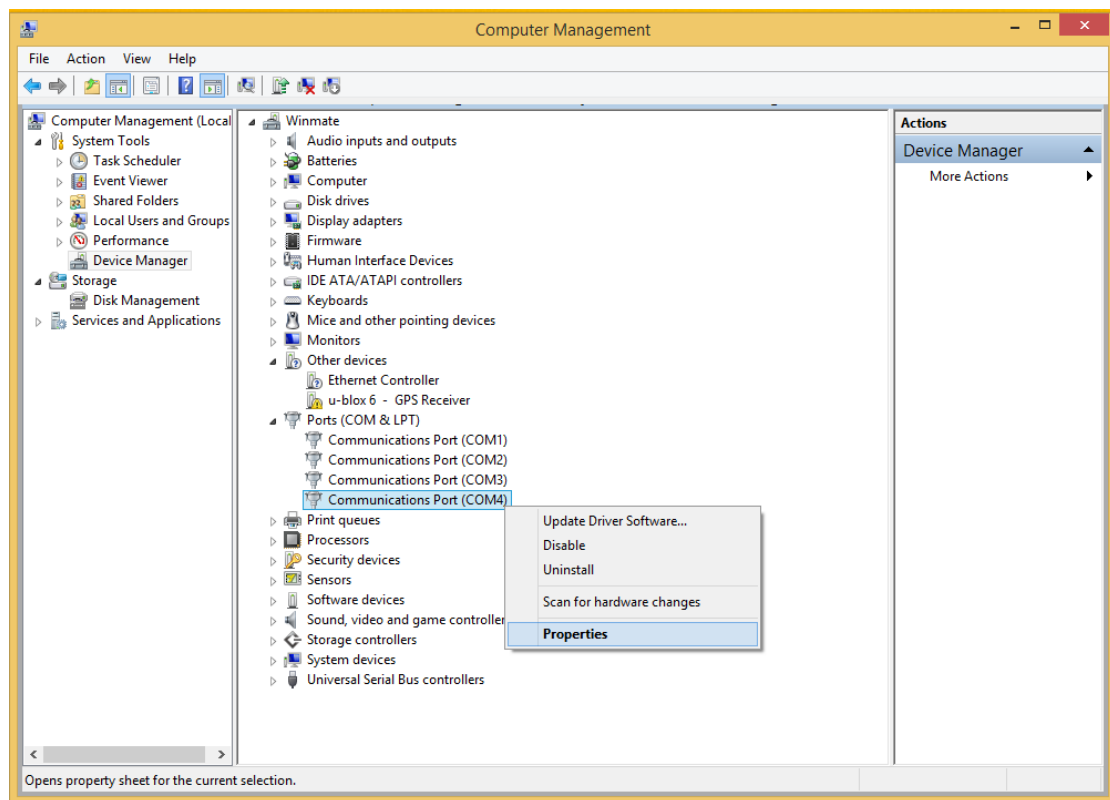 Computer Management
File Action View Help
Computer Management (Local
System Tools
Task Scheduler
Event Viewer
Shared Folders
Local Users and Groups
Performance
Device Manager
Storage
Disk Management
Services and Applications
Winmate
Audio inputs and outputs
Batteries
Computer
Disk drives
Display adapters
Firmware
Human Interface Devices
IDE ATA/ATAPI controllers
Keyboards
Mice and other pointing devices
Monitors
Other devices
Ethernet Controller
u-blox 6 - GPS Receiver
Ports (COM & LPT)
Communications Port (COM1)
Communications Port (COM2)
Communications Port (COM3)
Communications Port (COM4)
Print queues
Processors
Security devices
Sensors
Software devices
Sound, video and game controller
Storage controllers
System devices
Universal Serial Bus controllers
Update Driver Software...
Disable
Uninstall
Scan for hardware changes
Properties
Actions
Device Manager
More Actions
Opens property sheet for the current selection.